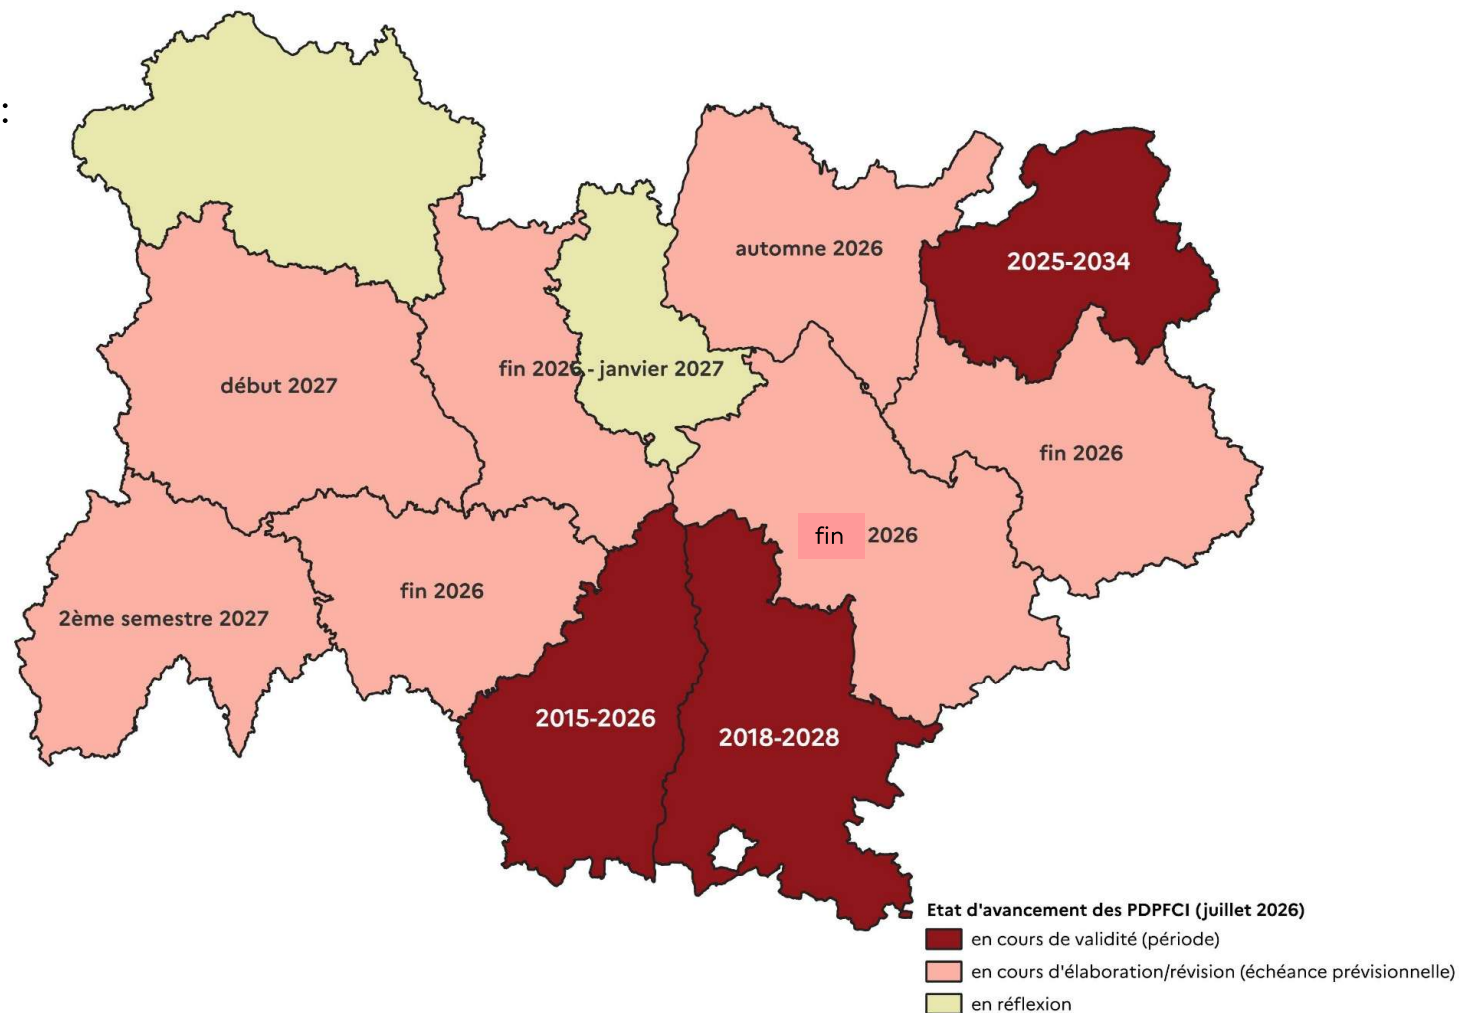 :
automne 2026
2025-2034
fin 2026 - janvier 2027
début 2027
fin 2026
fin 2026
fin 2026
2ème semestre 2027
2015-2026
2018-2028
Etat d'avancement des PDPFCI (juillet 2026)
en cours de validité (période)
en cours d'élaboration/révision (échéance prévisionnelle)
en réflexion